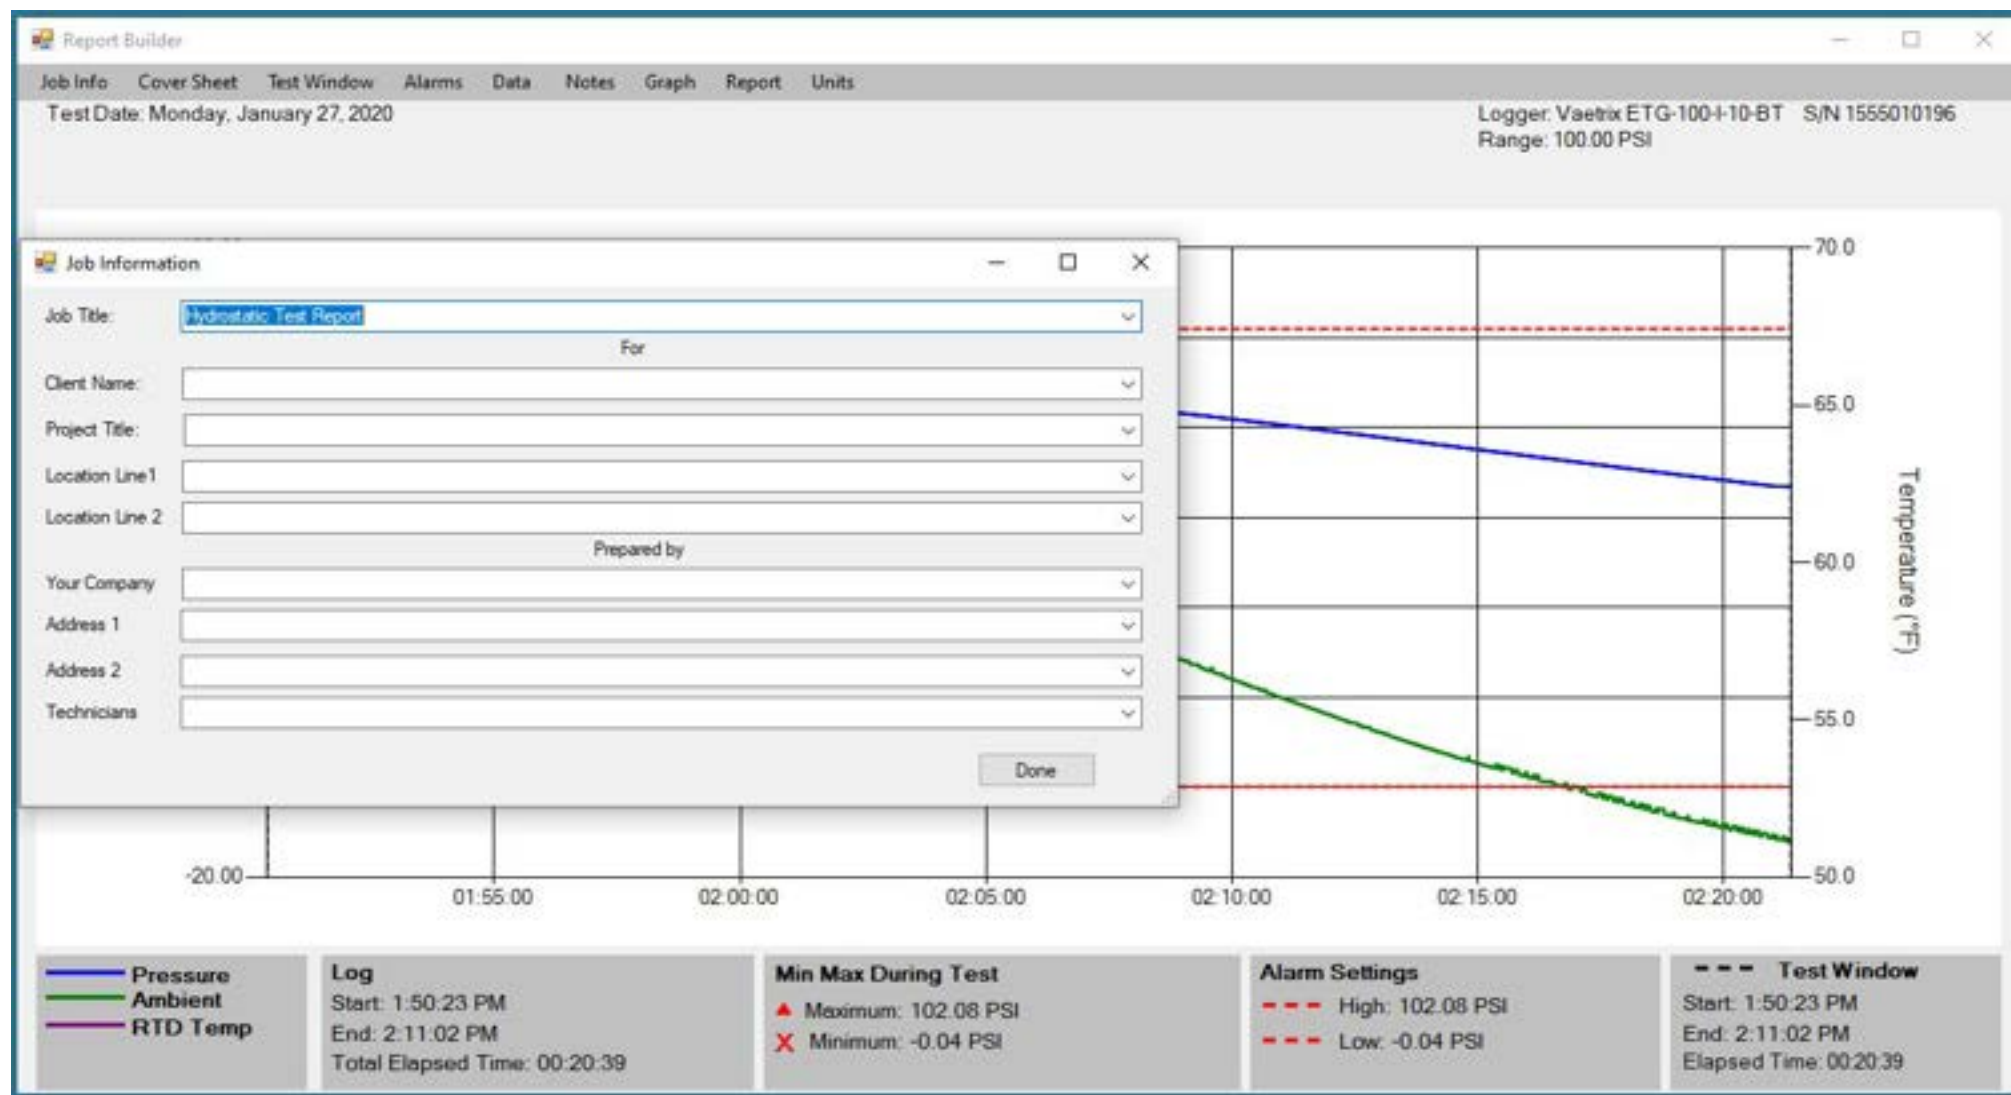 Report Builder
Job Info Cover Sheet Test Window Alarms Data Notes Graph Report Units
Test Date: Monday, January 27, 2020
Logger: Vaetrix ETG-100-I-10-BT S/N 1555010196
Range: 100.00 PSI
Job Information
Job Title: Hydrostatic Test Report
For
Client Name:
Project Title:
Location Line1
Location Line 2
Prepared by
Your Company
Address 1
Address 2
Technicians
Done
70.0
65.0
60.0
55.0
50.0
Temperature (°F)
-20.00
01:55:00 02:00:00 02:05:00 02:10:00 02:15:00 02:20:00
Pressure
Ambient
RTD Temp
Log
Start: 1:50:23 PM
End: 2:11:02 PM
Total Elapsed Time: 00:20:39
Min Max During Test
Maximum: 102.08 PSI
Minimum: -0.04 PSI
Alarm Settings
High: 102.08 PSI
Low: -0.04 PSI
Test Window
Start: 1:50:23 PM
End: 2:11:02 PM
Elapsed Time: 00:20:39